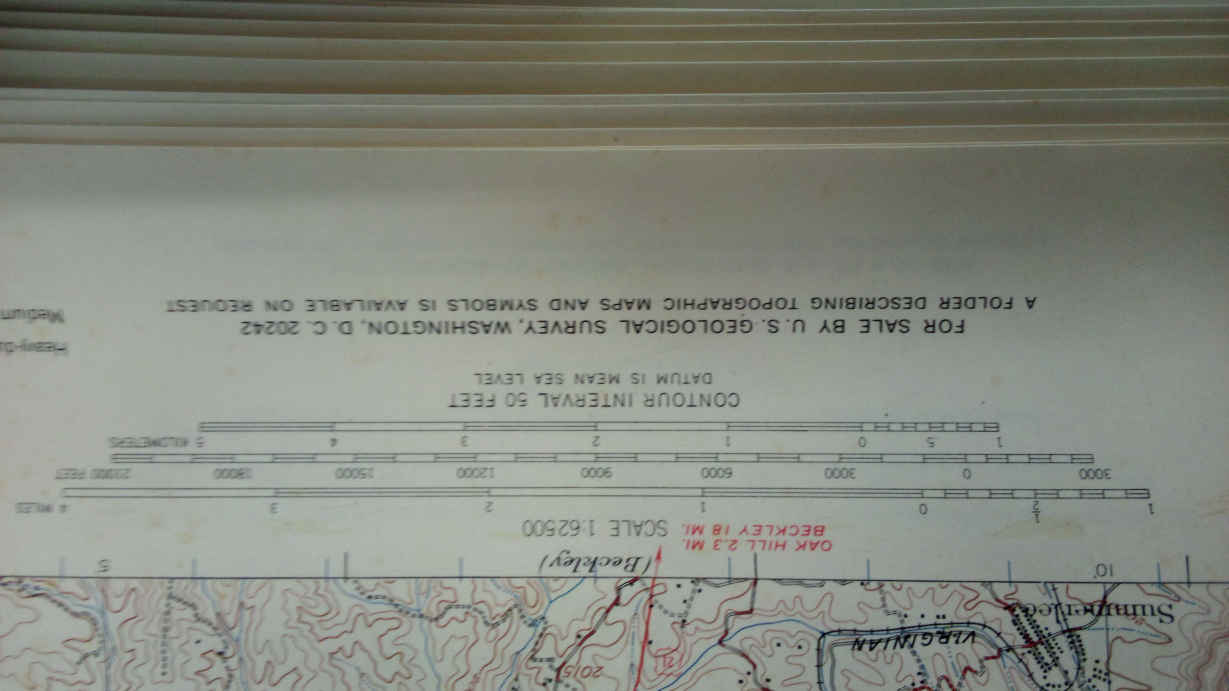 2015
VIRGINIAN
Summerlee
10'
(Beckley)
5'
OAK HILL 2.3 MI.
BECKLEY 18 MI.
SCALE 1:62500
1 ½ 0 1 2 3 4 MILES
3000 0 3000 6000 9000 12000 15000 18000 21000 FEET
1 5 0 1 2 3 4 5 KILOMETERS
CONTOUR INTERVAL 50 FEET
DATUM IS MEAN SEA LEVEL
FOR SALE BY U.S. GEOLOGICAL SURVEY, WASHINGTON, D. C. 20242
A FOLDER DESCRIBING TOPOGRAPHIC MAPS AND SYMBOLS IS AVAILABLE ON REQUEST
Medium